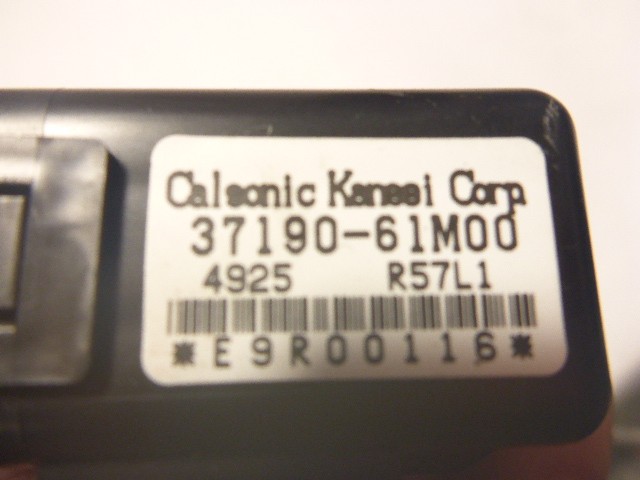 Calsonic Kansei Corp
37190-61M00
4925 R57L1
*E9R00116*